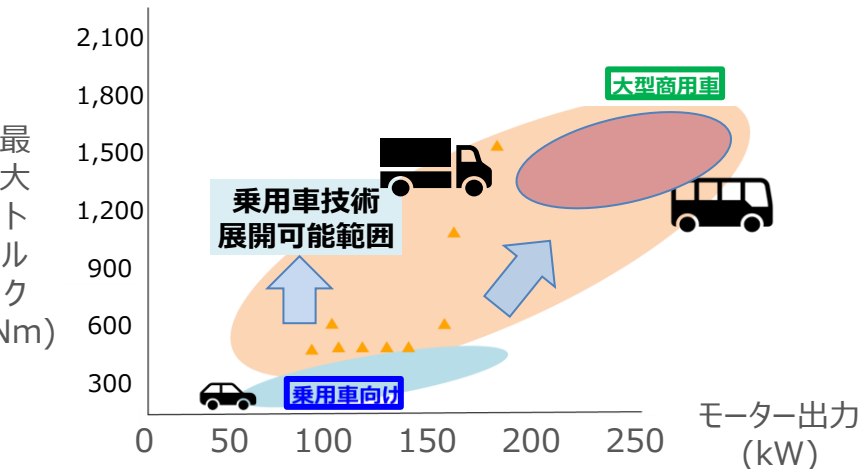 2,100
1,800
1,500
1,200
900
600
300
最
大
ト
ル
ク
Nm)
大型商用車
乗用車技術
展開可能範囲
乗用車向け
0 50 100 150 200 250
モーター出力
(kW)